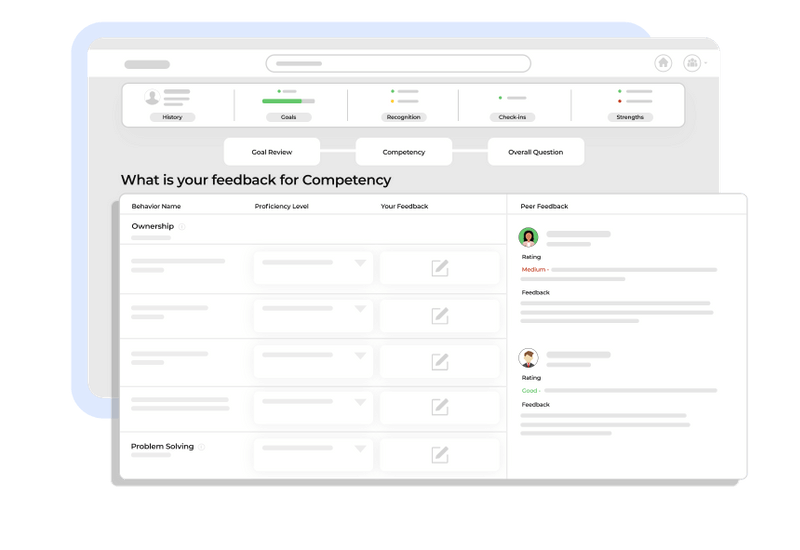 History
Goals
Recognition
Check-ins
Strengths
Goal Review
Competency
Overall Question
What is your feedback for Competency
Behavior Name
Proficiency Level
Your Feedback
Peer Feedback
Ownership
Rating
Medium -
Feedback
Rating
Good -
Feedback
Problem Solving